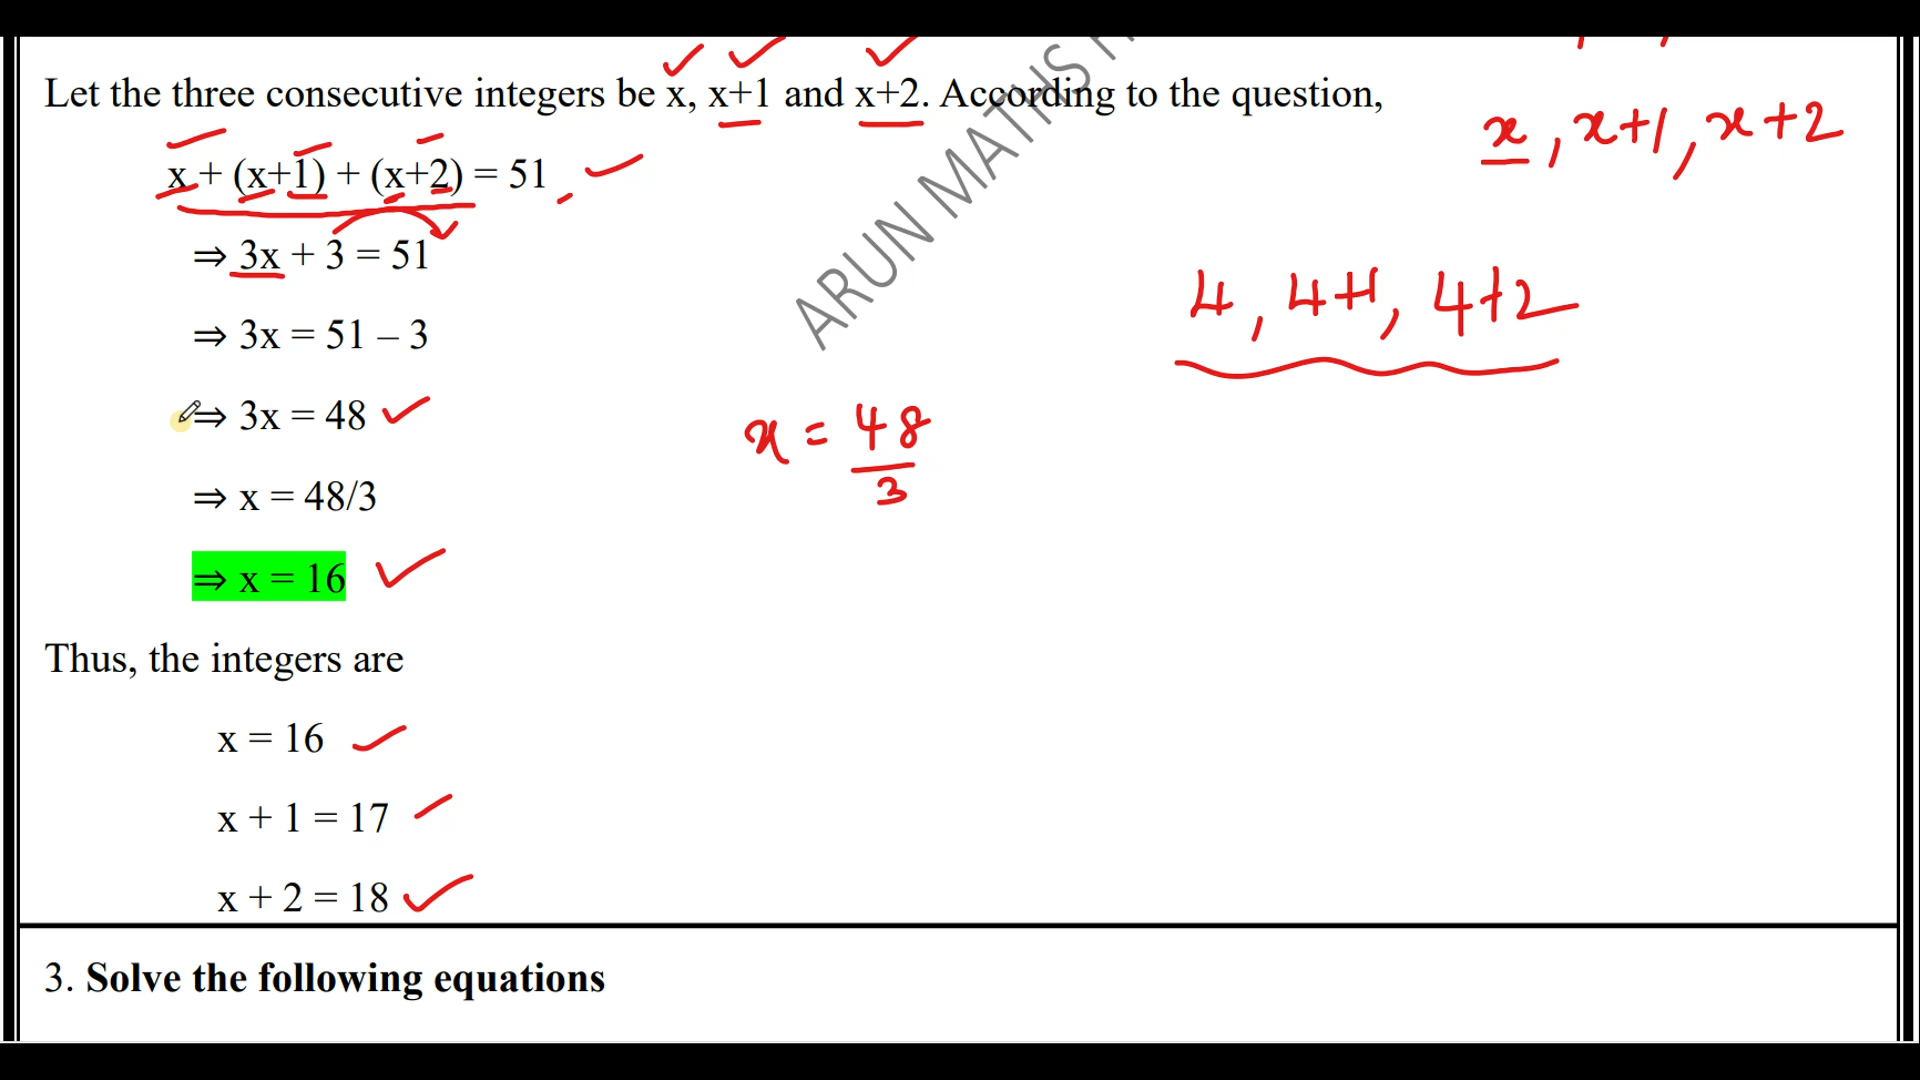 Let the three consecutive integers be x, x+1 and x+2. According to the question,
x , x+1 , x+2
x + (x+1) + (x+2) = 51
⇒ 3x + 3 = 51
4 , 4+1 , 4+2
⇒ 3x = 51 – 3
⇒ 3x = 48
x = 48/3
⇒ x = 48/3
⇒ x = 16
Thus, the integers are
x = 16
x + 1 = 17
x + 2 = 18
3. Solve the following equations
ARUN MATHS